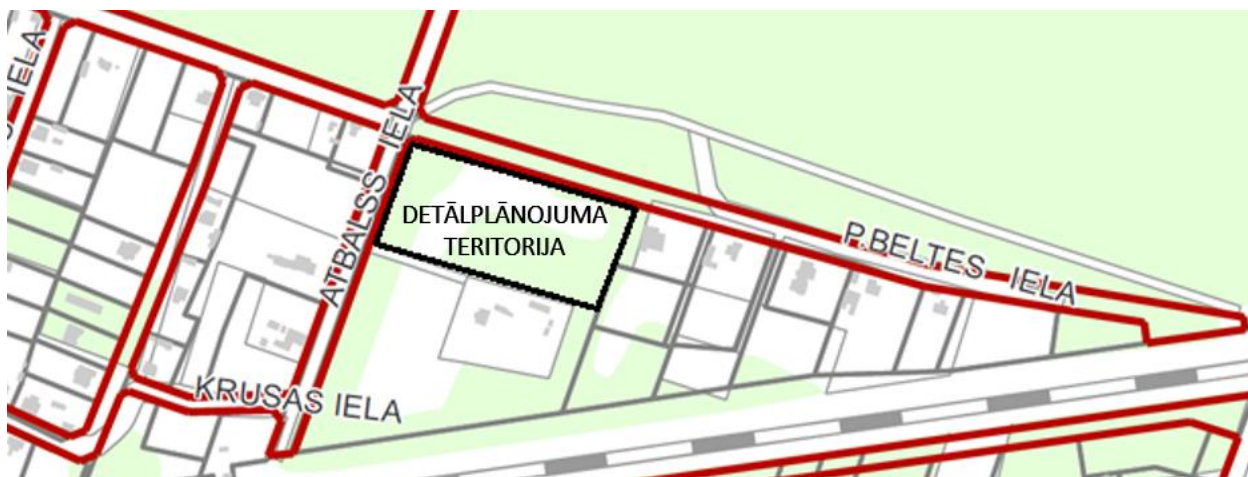 IELA
ATBALSS IELA
DETĀLPLĀNOJUMA
TERITORIJA
P.BELTES IELA
KRUSAS IELA